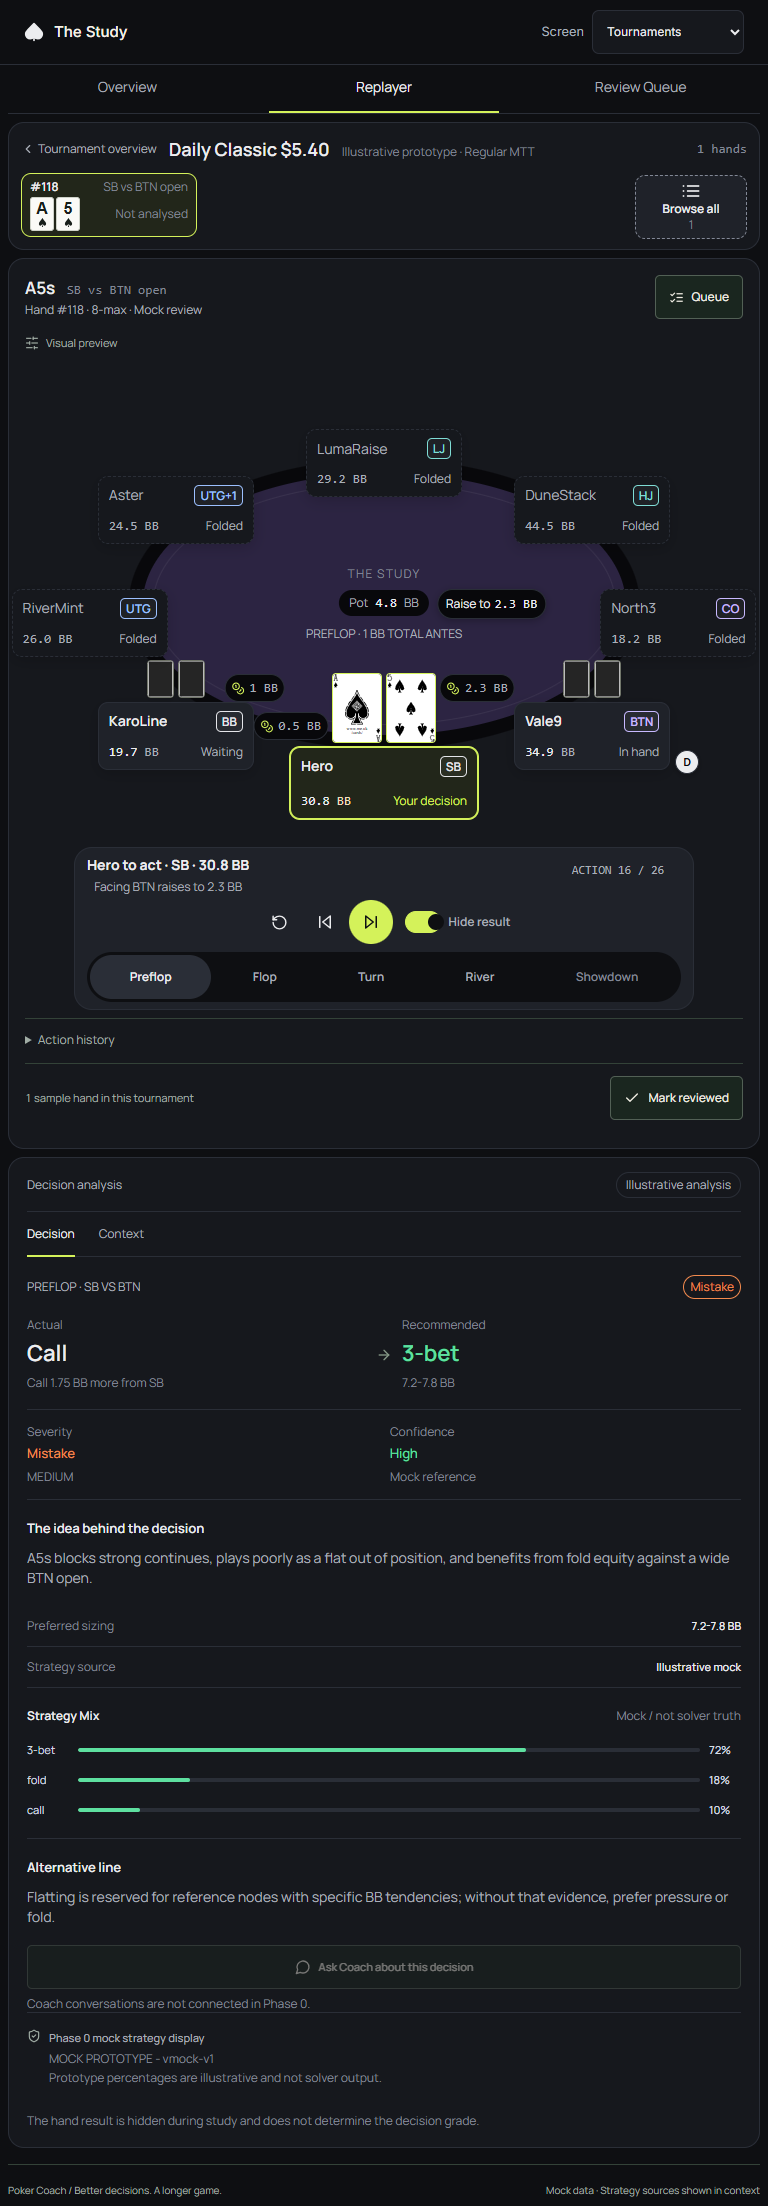 The Study
Screen
Tournaments
Overview
Replayer
Review Queue
Tournament overview
Daily Classic $5.40
Illustrative prototype · Regular MTT
1 hands
#118
SB vs BTN open
A
5
Not analysed
Browse all
1
A5s
SB vs BTN open
Hand #118 · 8-max · Mock review
Queue
Visual preview
LumaRaise
LJ
29.2 BB
Folded
Aster
UTG+1
24.5 BB
Folded
DuneStack
HJ
44.5 BB
Folded
THE STUDY
RiverMint
UTG
26.0 BB
Folded
Pot 4.8 BB
Raise to 2.3 BB
North3
CO
18.2 BB
Folded
PREFLOP · 1 BB TOTAL ANTES
1 BB
2.3 BB
0.5 BB
A
5
KaroLine
BB
19.7 BB
Waiting
Vale9
BTN
34.9 BB
In hand
D
Hero
SB
30.8 BB
Your decision
Hero to act · SB · 30.8 BB
Facing BTN raises to 2.3 BB
ACTION 16 / 26
Hide result
Preflop
Flop
Turn
River
Showdown
Action history
1 sample hand in this tournament
Mark reviewed
Decision analysis
Illustrative analysis
Decision
Context
PREFLOP · SB VS BTN
Mistake
Actual
Call
Call 1.75 BB more from SB
Recommended
3-bet
7.2-7.8 BB
Severity
Mistake
MEDIUM
Confidence
High
Mock reference
The idea behind the decision
A5s blocks strong continues, plays poorly as a flat out of position, and benefits from fold equity against a wide
BTN open.
Preferred sizing
7.2-7.8 BB
Strategy source
Illustrative mock
Strategy Mix
Mock / not solver truth
3-bet
72%
fold
18%
call
10%
Alternative line
Flatting is reserved for reference nodes with specific BB tendencies; without that evidence, prefer pressure or
fold.
Ask Coach about this decision
Coach conversations are not connected in Phase 0.
Phase 0 mock strategy display
MOCK PROTOTYPE - vmock-v1
Prototype percentages are illustrative and not solver output.
The hand result is hidden during study and does not determine the decision grade.
Poker Coach / Better decisions. A longer game.
Mock data · Strategy sources shown in context